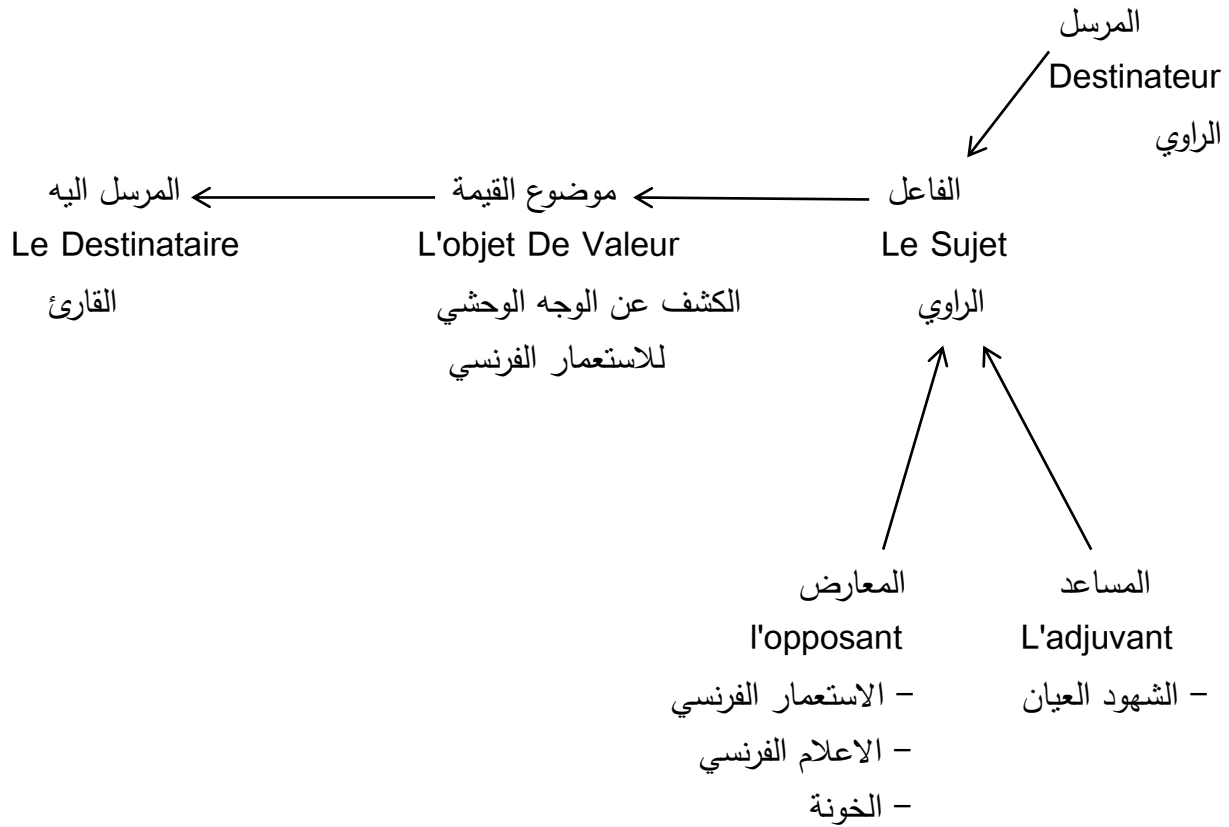 المرسل
Destinateur
الراوي
الفاعل
موضوع القيمة
المرسل اليه
Le Sujet
L'objet De Valeur
Le Destinataire
الراوي
الكشف عن الوجه الوحشي
القارئ
للاستعمار الفرنسي
المساعد
المعارض
L'adjuvant
l'opposant
– الشهود العيان
– الاستعمار الفرنسي
– الاعلام الفرنسي
– الخونة